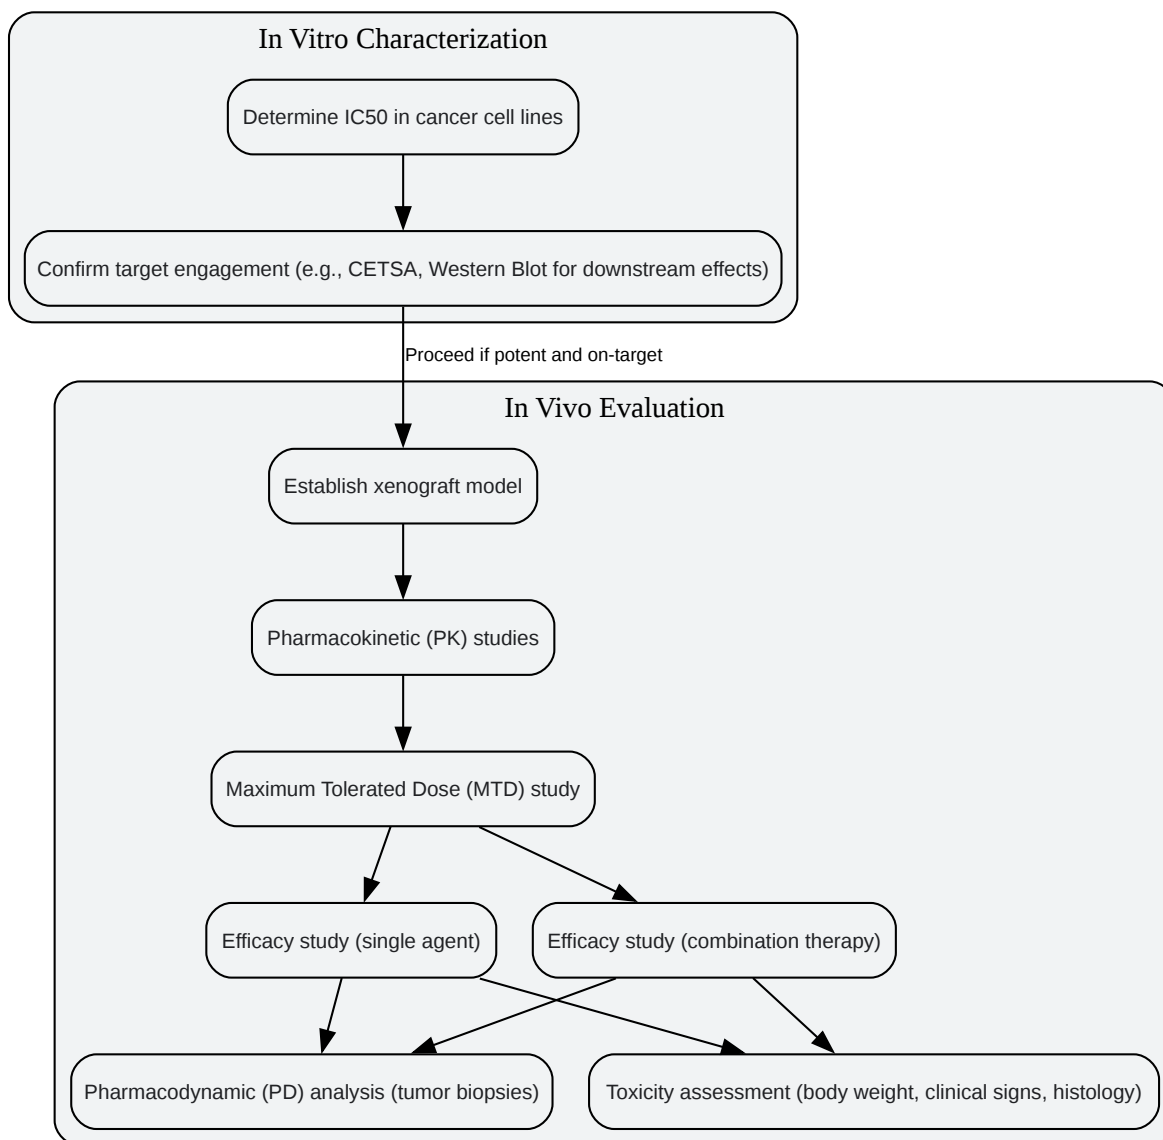 In Vitro Characterization
Determine IC50 in cancer cell lines
Confirm target engagement (e.g., CETSA, Western Blot for downstream effects)
Proceed if potent and on-target
In Vivo Evaluation
Establish xenograft model
Pharmacokinetic (PK) studies
Maximum Tolerated Dose (MTD) study
Efficacy study (single agent)
Efficacy study (combination therapy)
Pharmacodynamic (PD) analysis (tumor biopsies)
Toxicity assessment (body weight, clinical signs, histology)